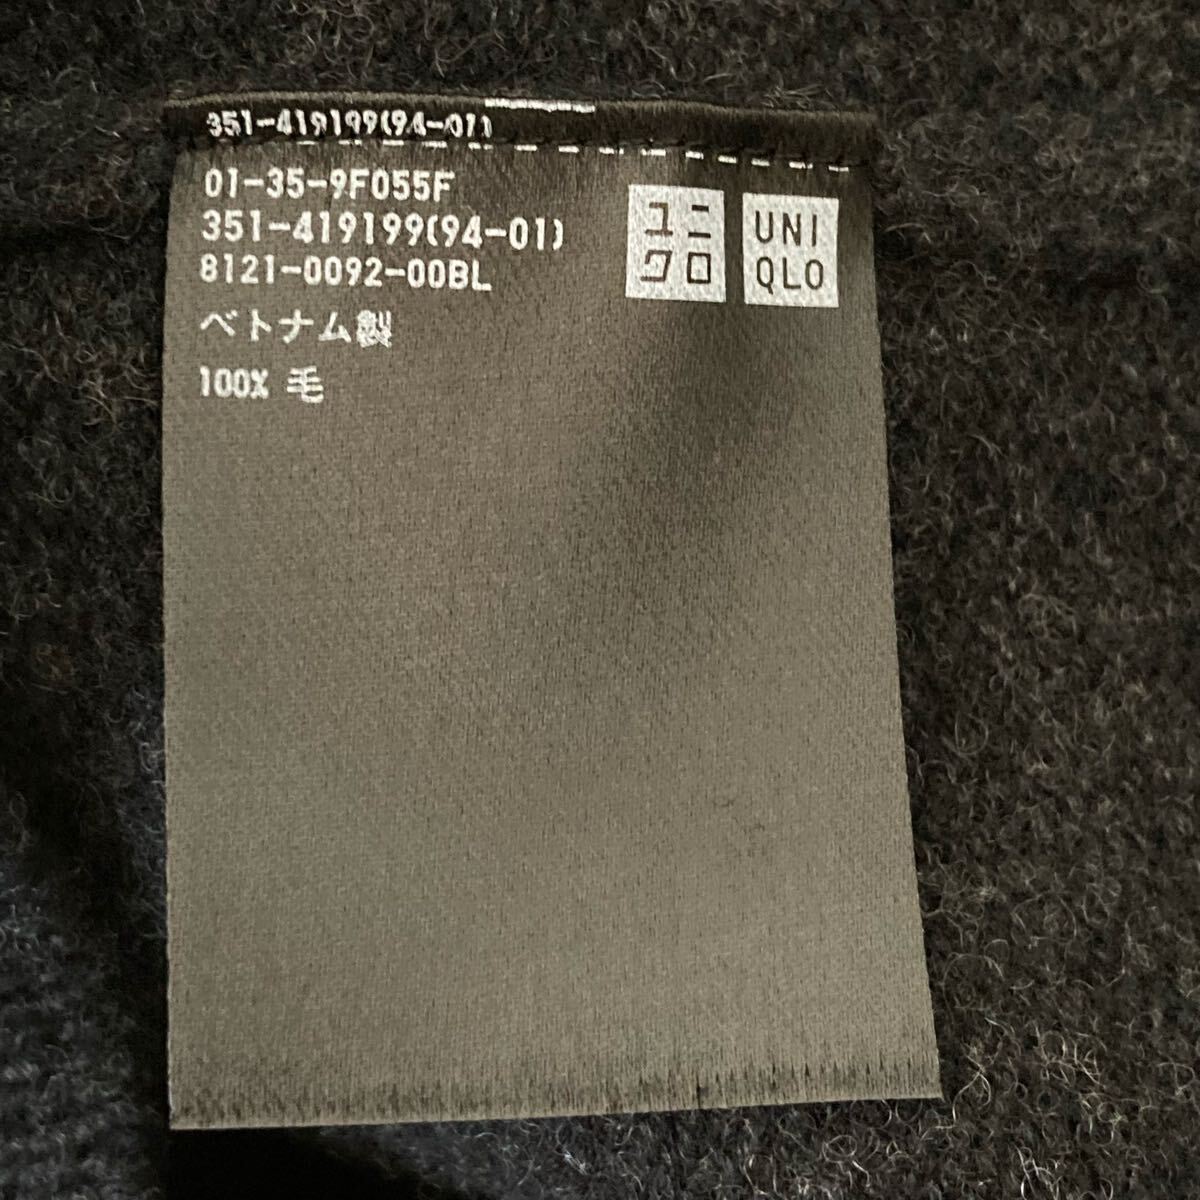 351-419199(94-01)
01-35-9F055F
351-419199(94-01)
8121-0092-00BL
ベトナム製
100% 毛
ユニ
クロ
UNI
QLO